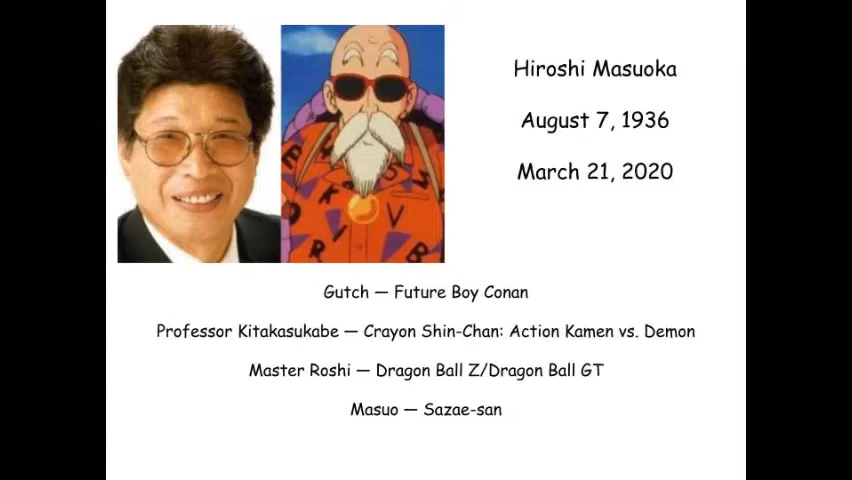 Hiroshi Masuoka
August 7, 1936
March 21, 2020
Gutch — Future Boy Conan
Professor Kitakasukabe — Crayon Shin-Chan: Action Kamen vs. Demon
Master Roshi — Dragon Ball Z/Dragon Ball GT
Masuo — Sazae-san